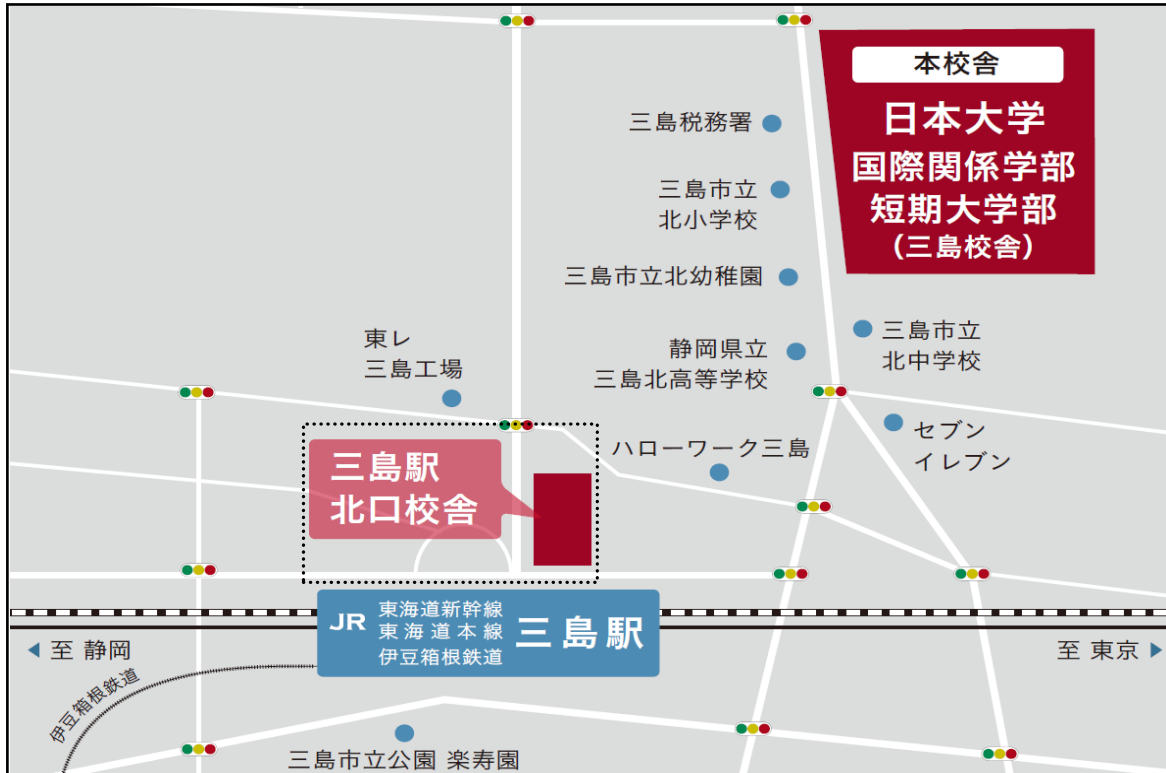 本校舎
日本大学
国際関係学部
短期大学部
（三島校舎）
三島税務署
三島市立
北小学校
三島市立北幼稚園
三島市立
北中学校
静岡県立
三島北高等学校
東レ
三島工場
セブン
イレブン
ハローワーク三島
三島駅
北口校舎
JR 東海道新幹線
東海道本線
伊豆箱根鉄道
三島駅
至 静岡
至 東京
伊豆箱根鉄道
三島市立公園 楽寿園